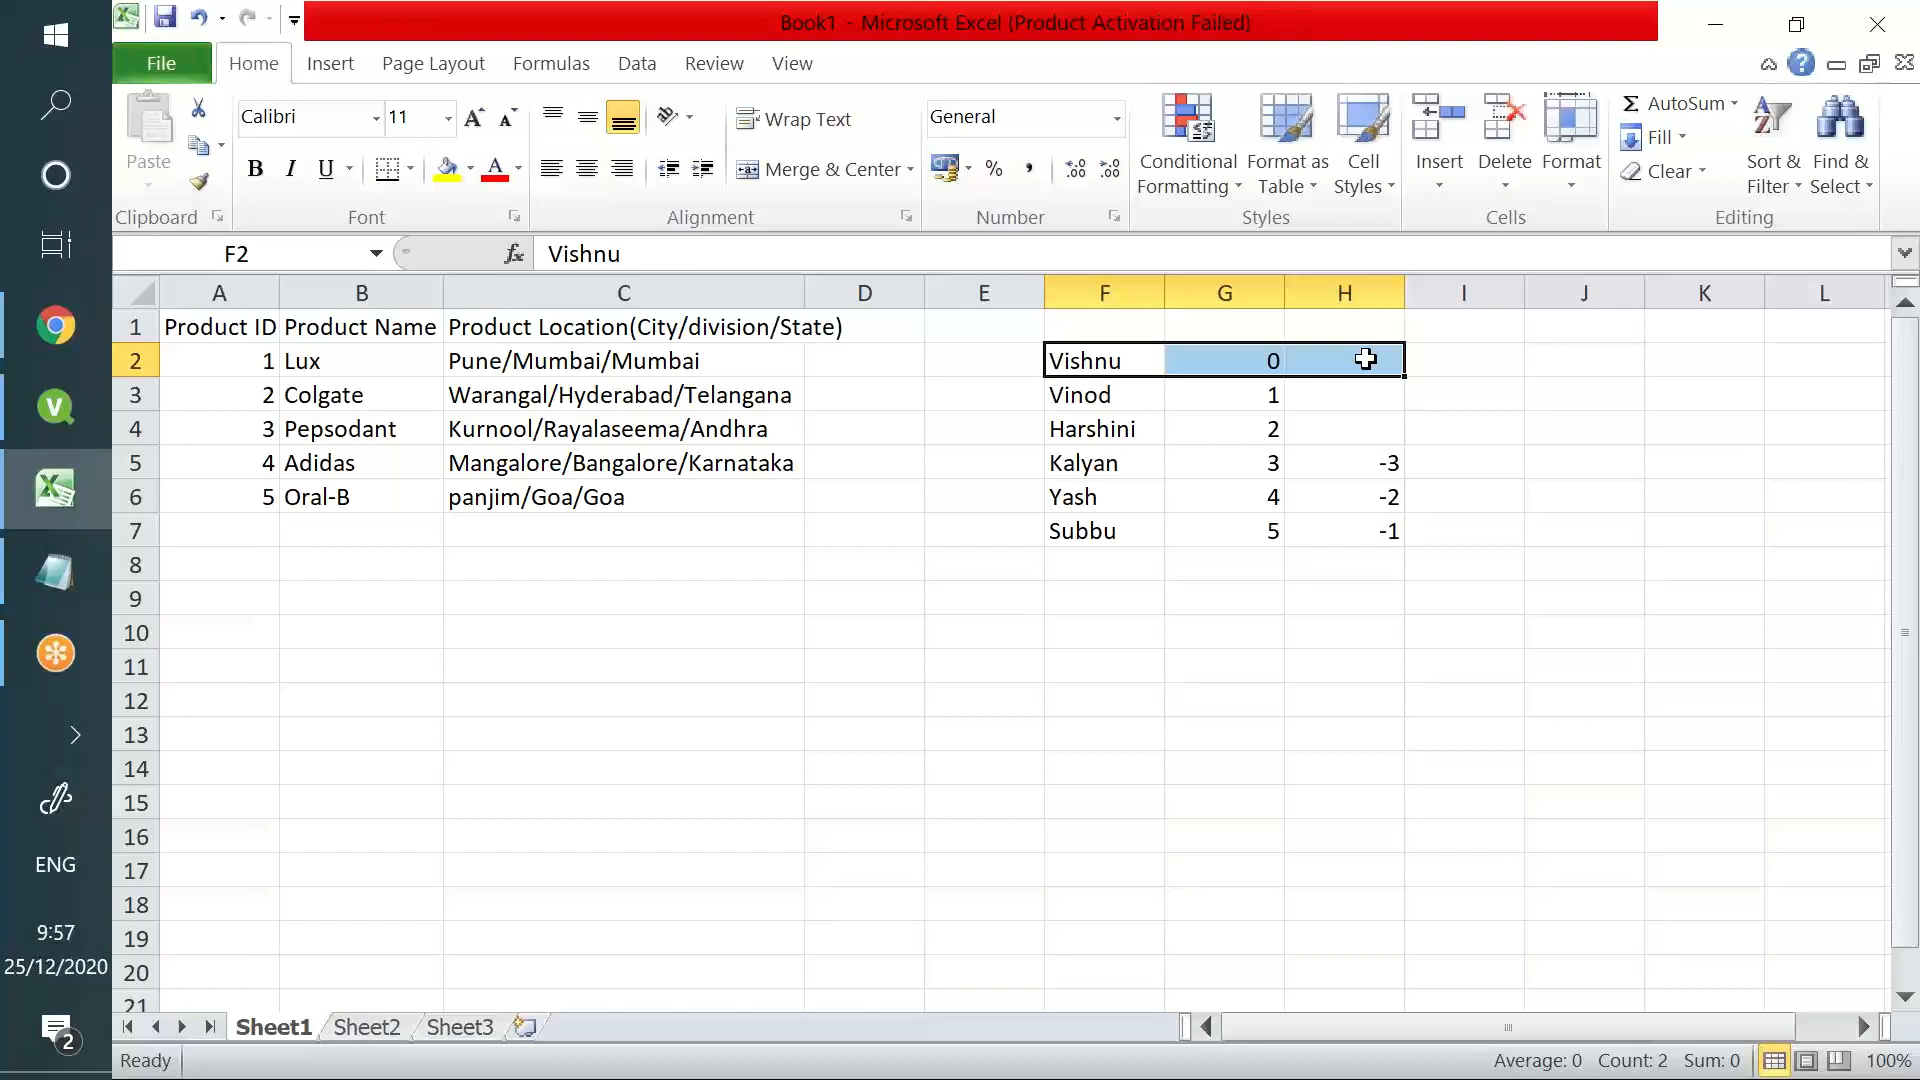 Book1 - Microsoft Excel (Product Activation Failed)
File Home Insert Page Layout Formulas Data Review View
Paste
Calibri 11
Wrap Text
General
Conditional Formatting
Format as Table
Cell Styles
Insert
Delete
Format
Σ AutoSum
Fill
Clear
Sort & Filter
Find & Select
B I U A
Merge & Center
% ,
Clipboard Font Alignment Number Styles Cells Editing
F2 fx Vishnu
A B C D E F G H I J K L
1 Product ID Product Name Product Location(City/division/State)
2 1 Lux Pune/Mumbai/Mumbai Vishnu 0
3 2 Colgate Warangal/Hyderabad/Telangana Vinod 1
4 3 Pepsodant Kurnool/Rayalaseema/Andhra Harshini 2
5 4 Adidas Mangalore/Bangalore/Karnataka Kalyan 3 -3
6 5 Oral-B panjim/Goa/Goa Yash 4 -2
7 Subbu 5 -1
8
9
10
11
12
13
14
15
16
17
18
19
20
21
ENG
9:57
25/12/2020
2
Sheet1 Sheet2 Sheet3
Ready Average: 0 Count: 2 Sum: 0 100%